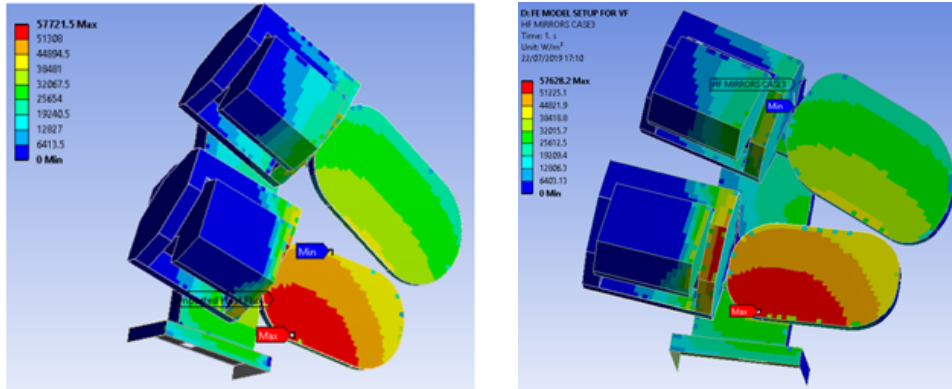 57721.5 Max
51308
44894.5
38481
32067.5
25654
19240.5
12827
6413.5
0 Min
Min
Imported Heat Flux
Max
D: FE MODEL SETUP FOR VF
HF MIRRORS CASE3
Time: 1. s
Unit: W/m²
22/07/2019 17:10
57628.2 Max
51225.1
44821.9
38418.8
32015.7
25612.5
19209.4
12806.3
6403.13
0 Min
HF MIRRORS CASE3
Min
Max